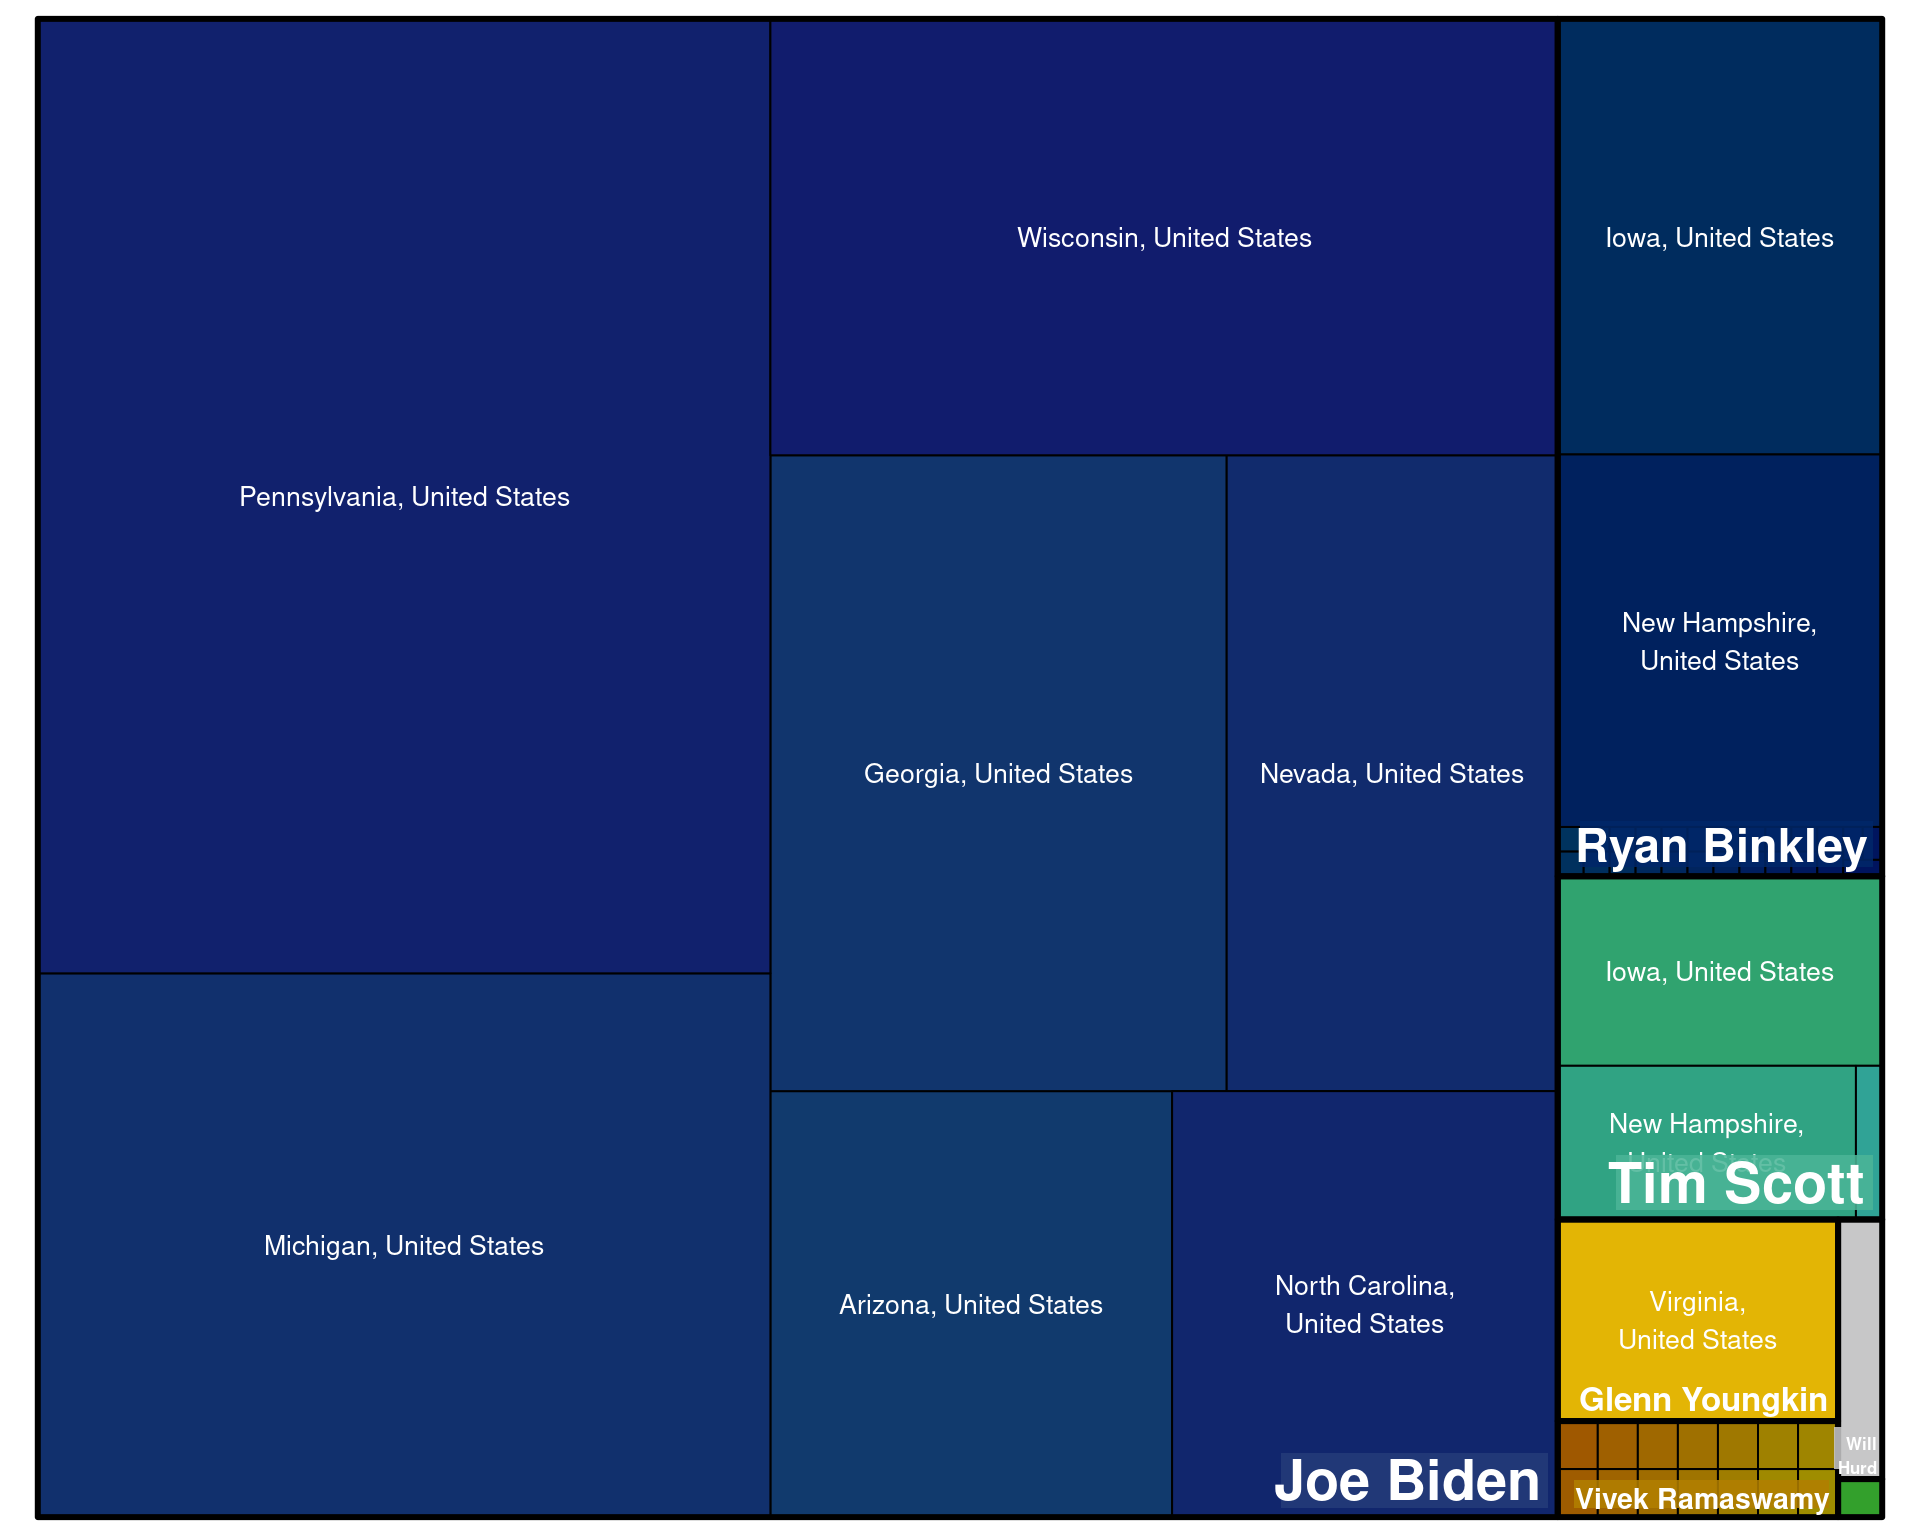 Pennsylvania, United States
Michigan, United States
Wisconsin, United States
Georgia, United States
Nevada, United States
Arizona, United States
North Carolina,
United States
Joe Biden
Iowa, United States
New Hampshire,
United States
Ryan Binkley
Iowa, United States
New Hampshire,
United States
Tim Scott
Virginia,
United States
Glenn Youngkin
Will
Hurd
Vivek Ramaswamy